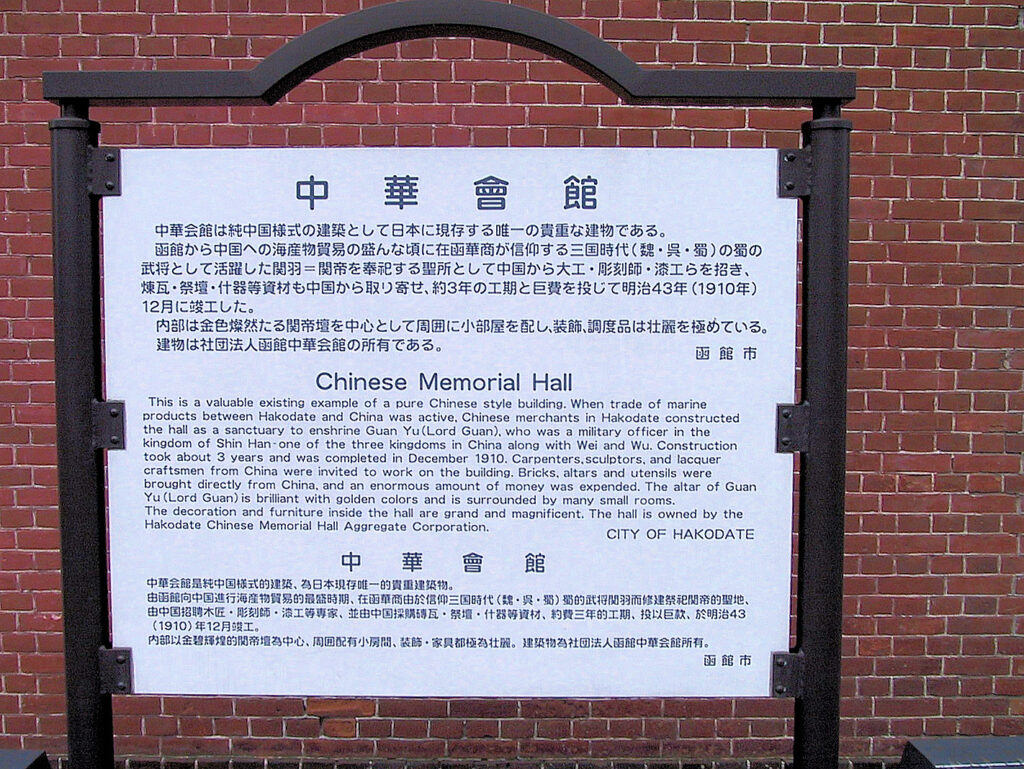 中華會館
中華会館は純中国様式の建築として日本に現存する唯一の貴重な建物である。
函館から中国への海産物貿易の盛んな頃に在函華商が信仰する三国時代(魏・呉・蜀)の蜀の
武将として活躍した関羽=関帝を奉祀する聖所として中国から大工・彫刻師・漆工らを招き、
煉瓦・祭壇・什器等資材も中国から取り寄せ、約3年の工期と巨費を投じて明治43年(1910年)
12月に竣工した。
内部は金色燦然たる関帝壇を中心として周囲に小部屋を配し、装飾、調度品は壮麗を極めている。
建物は社団法人函館中華会館の所有である。
函館市
Chinese Memorial Hall
This is a valuable existing example of a pure Chinese style building. When trade of marine
products between Hakodate and China was active, Chinese merchants in Hakodate constructed
the hall as a sanctuary to enshrine Guan Yu(Lord Guan), who was a military officer in the
kingdom of Shin Han-one of the three kingdoms in China along with Wei and Wu. Construction
took about 3 years and was completed in December 1910. Carpenters,sculptors, and lacquer
craftsmen from China were invited to work on the building. Bricks, altars and utensils were
brought directly from China, and an enormous amount of money was expended. The altar of Guan
Yu(Lord Guan)is brilliant with golden colors and is surrounded by many small rooms.
The decoration and furniture inside the hall are grand and magnificent. The hall is owned by the
Hakodate Chinese Memorial Hall Aggregate Corporation.
CITY OF HAKODATE
中華會館
中華会館是純中国様式的建築、為日本現存唯一的貴重建築物。
由函館向中国進行海産物貿易的最盛時期、在函華商由於信仰三国時代(魏・呉・蜀)蜀的武将関羽而修建祭祀関帝的聖地、
由中国招聘木匠・彫刻師・漆工等専家、並由中国採購磚瓦・祭壇・什器等資材、約費三年的工期、投以巨款、於明治43
(1910)年12月竣工。
内部以金碧輝煌的関帝壇為中心、周囲配有小房間、装飾・家具都極為壮麗。建築物為社団法人函館中華会館所有。
函館市